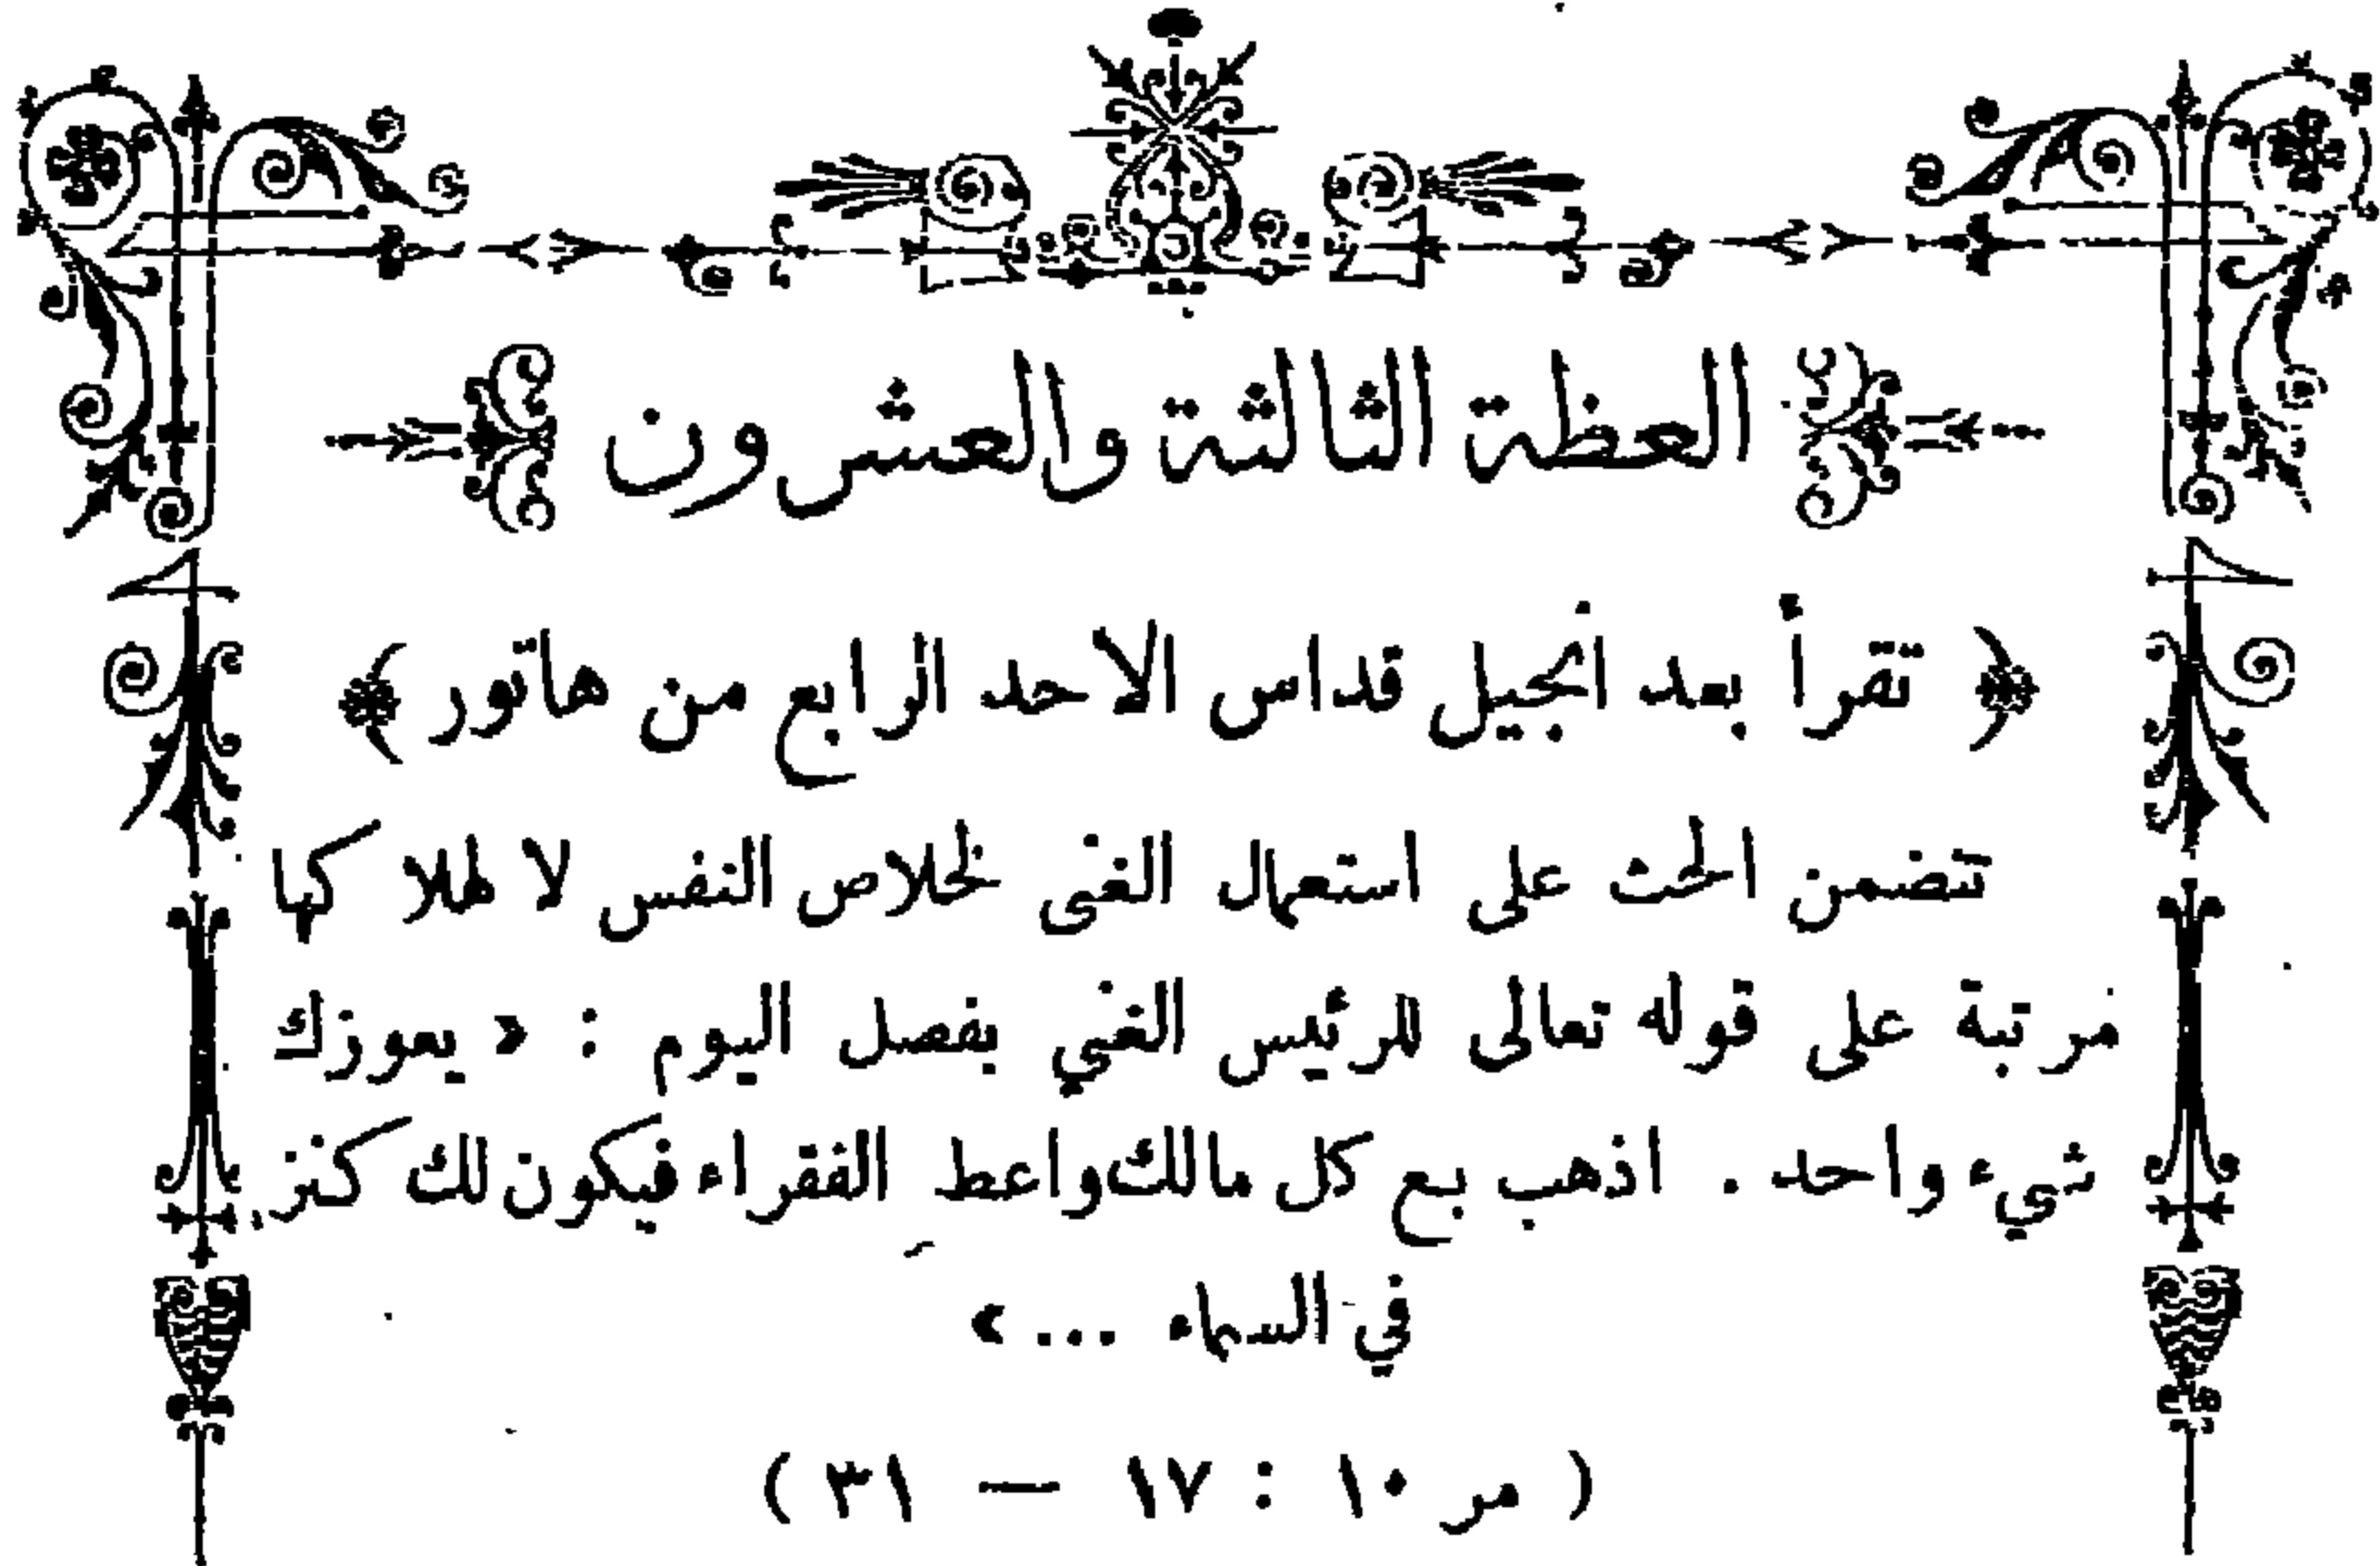 العظة الثالثة والعشرون
﴿ تقرأ بعد انجيل قداس الاحد الرابع من هاتور ﴾
تتضمن الحث على استعمال الغنى لخلاص النفس لا لهلاكها
مرتبة على قوله تعالى للرئيس الغني بفصل اليوم : « يعوزك
شيء واحد . اذهب بع كل مالك واعط الفقراء فيكون لك كنز
في السماء ... »
( مر ١٠ : ١٧ — ٣١ )